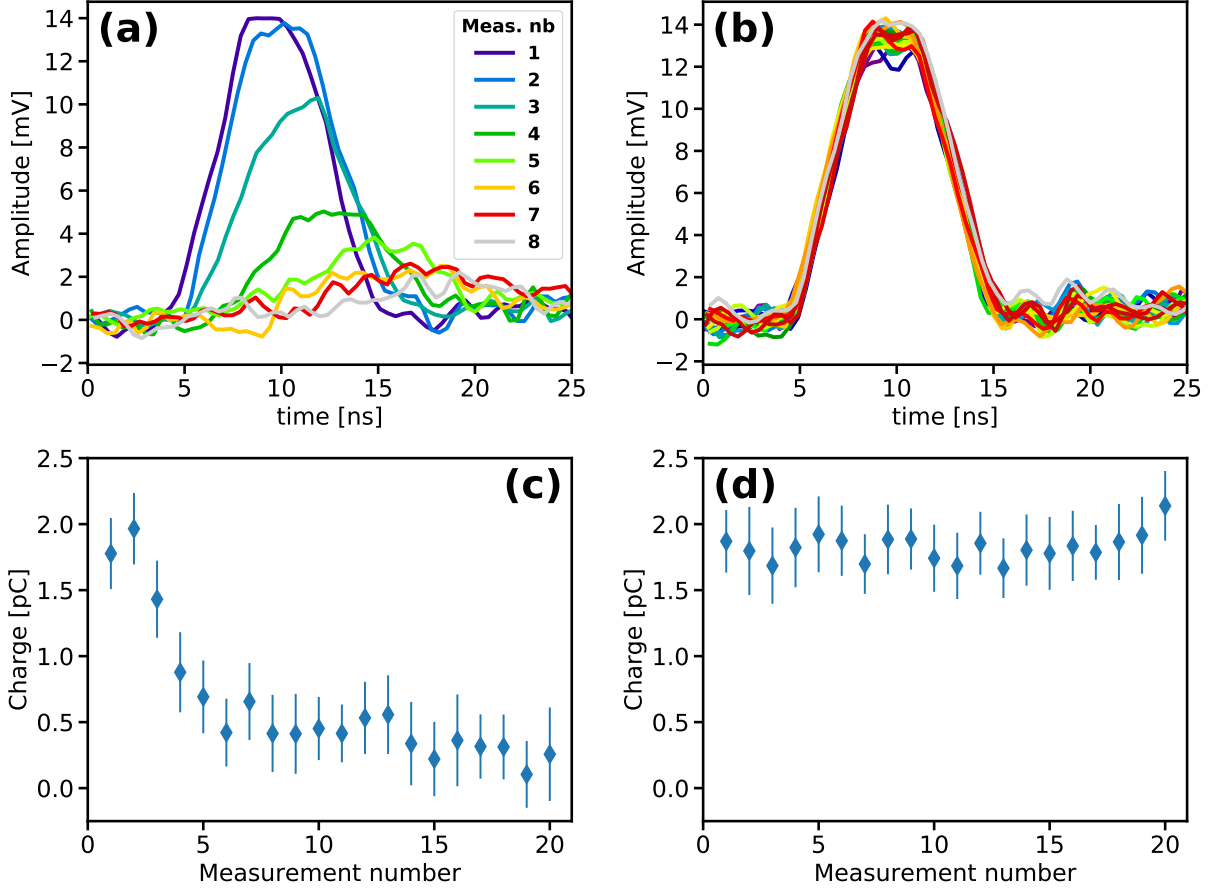 (a)
Meas. nb
1
2
3
4
5
6
7
8
Amplitude [mV]
14
12
10
8
6
4
2
0
−2
0 5 10 15 20 25
time [ns]
(b)
Amplitude [mV]
14
12
10
8
6
4
2
0
−2
0 5 10 15 20 25
time [ns]
(c)
Charge [pC]
2.5
2.0
1.5
1.0
0.5
0.0
0 5 10 15 20
Measurement number
(d)
Charge [pC]
2.5
2.0
1.5
1.0
0.5
0.0
0 5 10 15 20
Measurement number